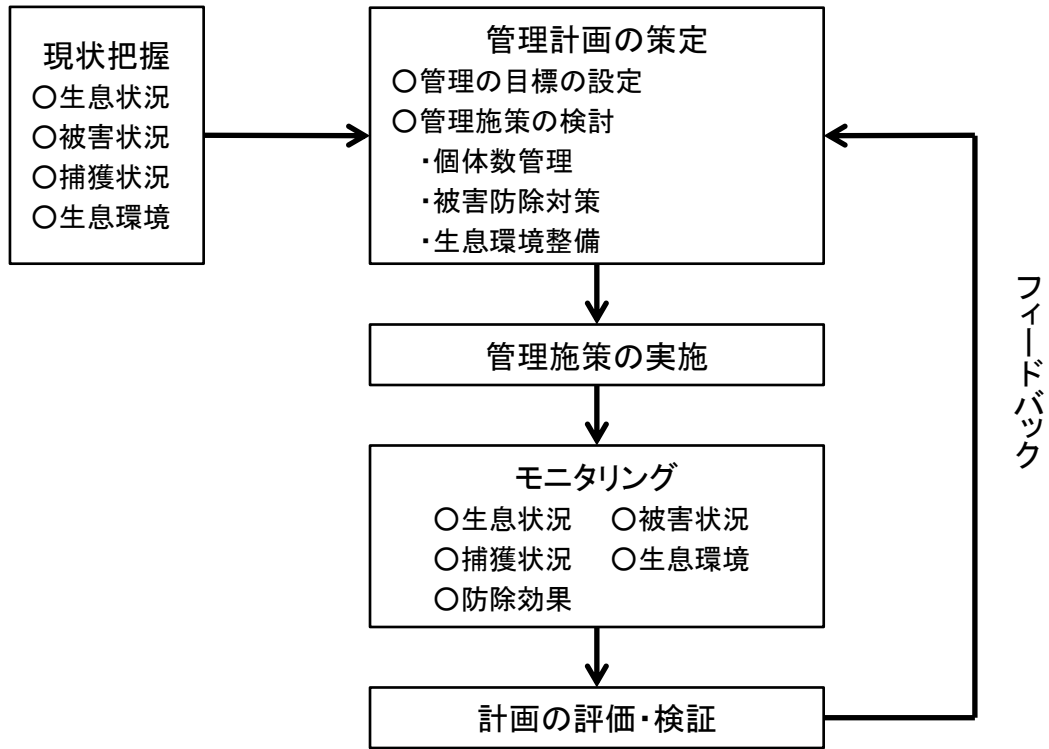 現状把握
○生息状況
○被害状況
○捕獲状況
○生息環境
管理計画の策定
○管理の目標の設定
○管理施策の検討
・個体数管理
・被害防除対策
・生息環境整備
管理施策の実施
モニタリング
○生息状況 ○被害状況
○捕獲状況 ○生息環境
○防除効果
計画の評価・検証
フィードバック